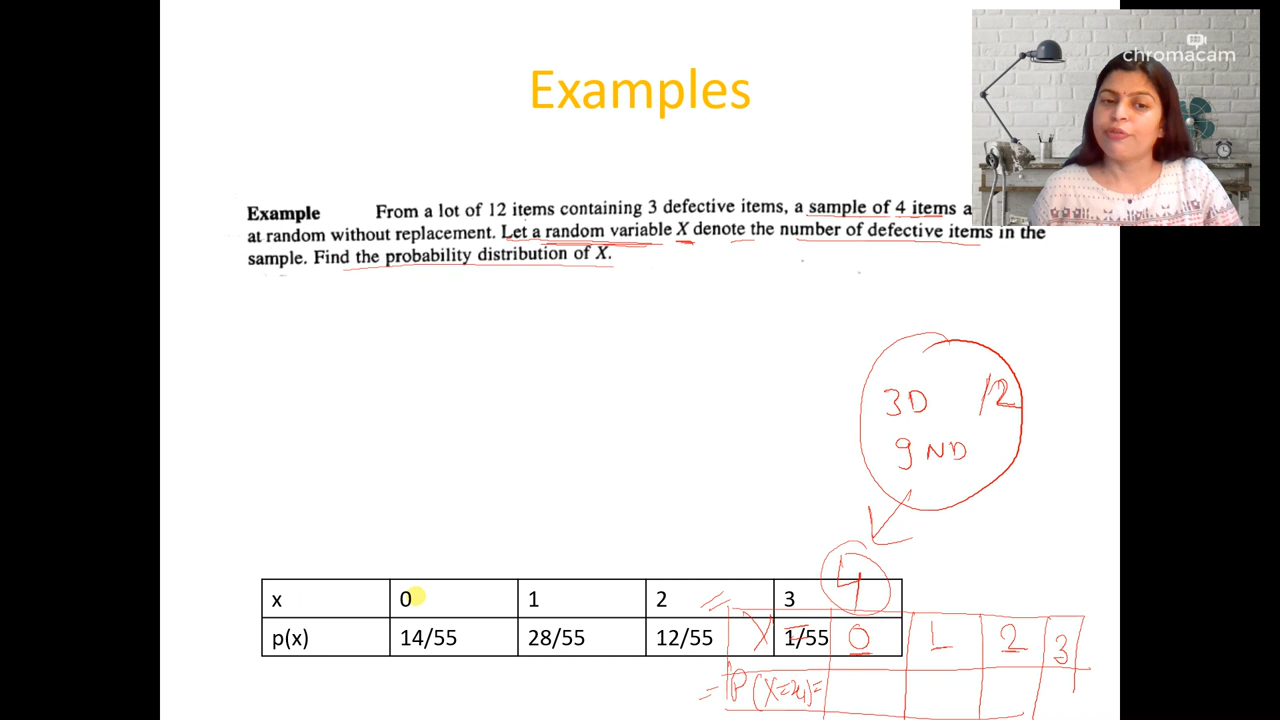 chromacam
Examples
Example From a lot of 12 items containing 3 defective items, a sample of 4 items a
at random without replacement. Let a random variable X denote the number of defective items in the
sample. Find the probability distribution of X.
3D 12
9 ND
4
x 0 1 2 3
p(x) 14/55 28/55 12/55 1/55
X = 0 1 2 3
P(X=xi)=